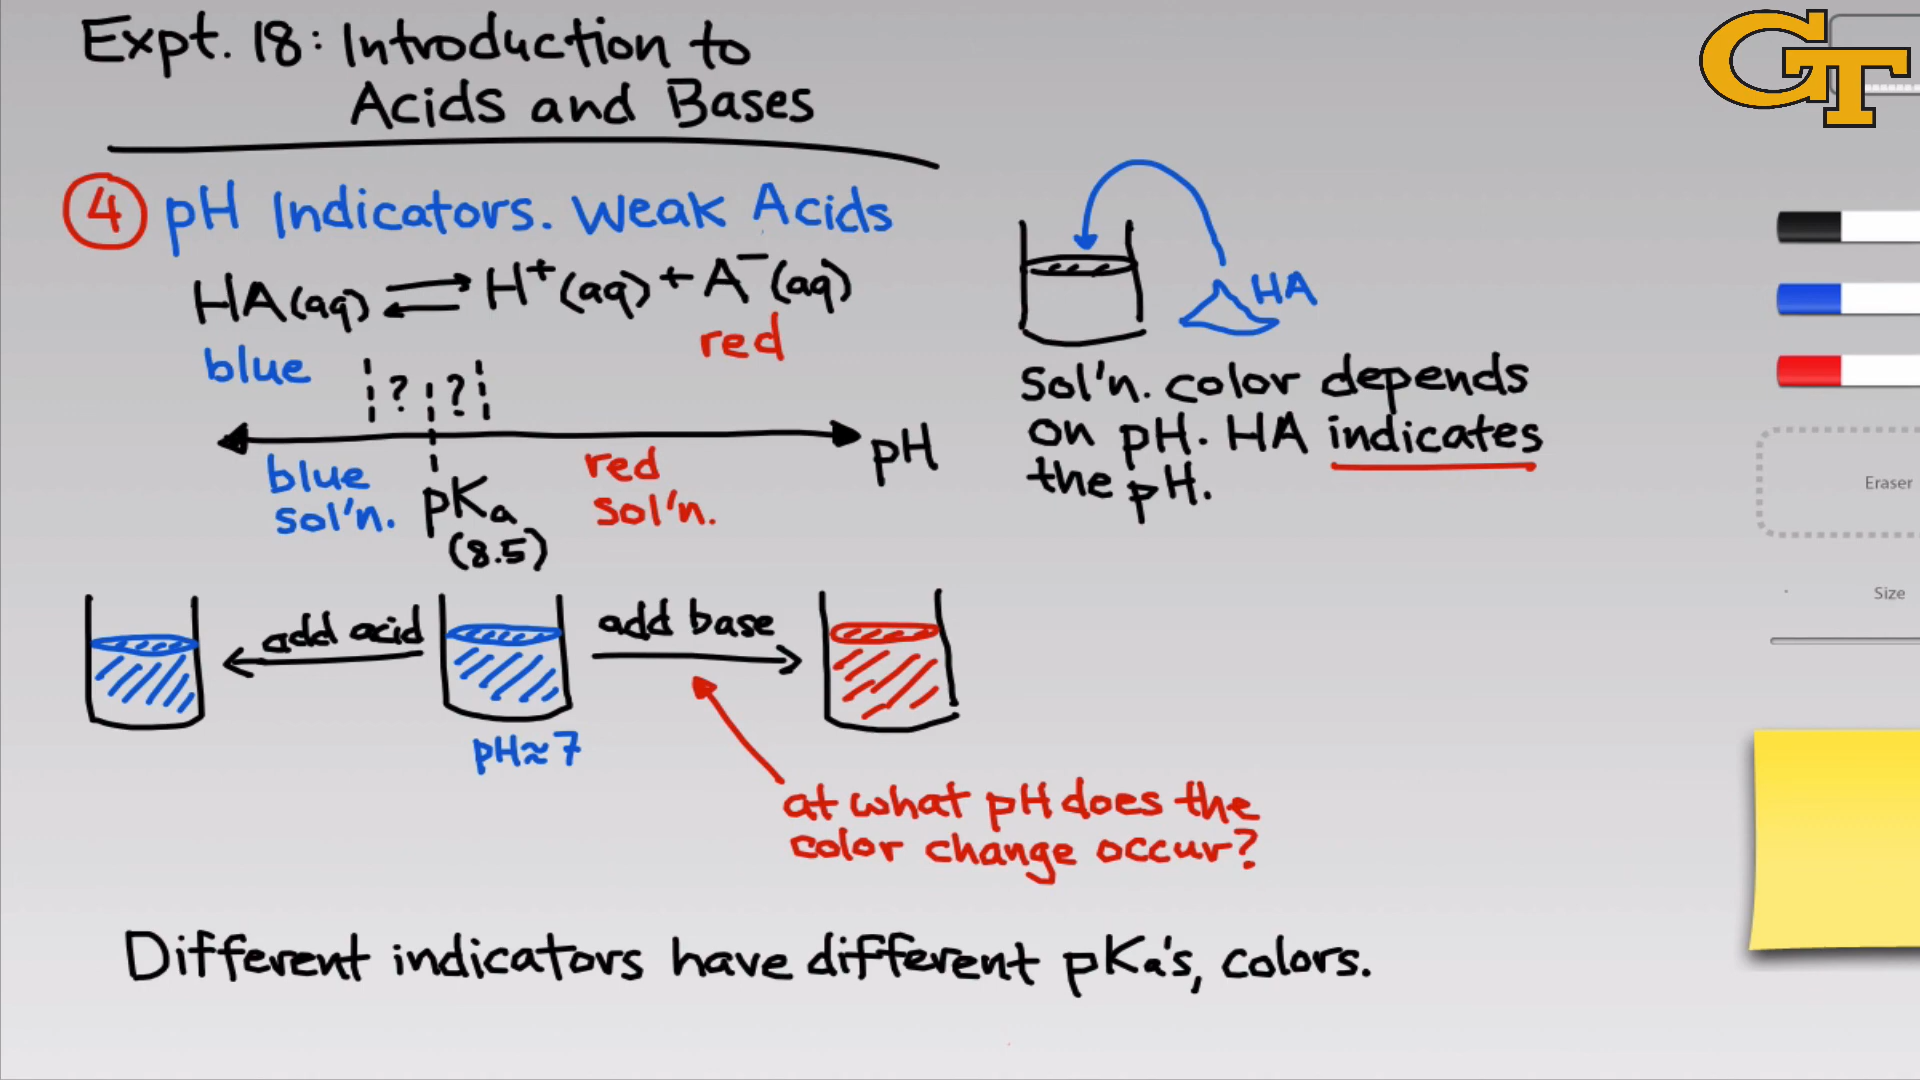 Expt. 18: Introduction to
Acids and Bases
GT
4 pH Indicators. Weak Acids
HA(aq) ⇌ H⁺(aq) + A⁻(aq)
blue
red
? ?
pH
blue
sol'n.
pKa
(8.5)
red
sol'n.
HA
sol'n. color depends
on pH. HA indicates
the pH.
add acid
add base
pH≈7
at what pH does the
color change occur?
Different indicators have different pKa's, colors.
Eraser
Size